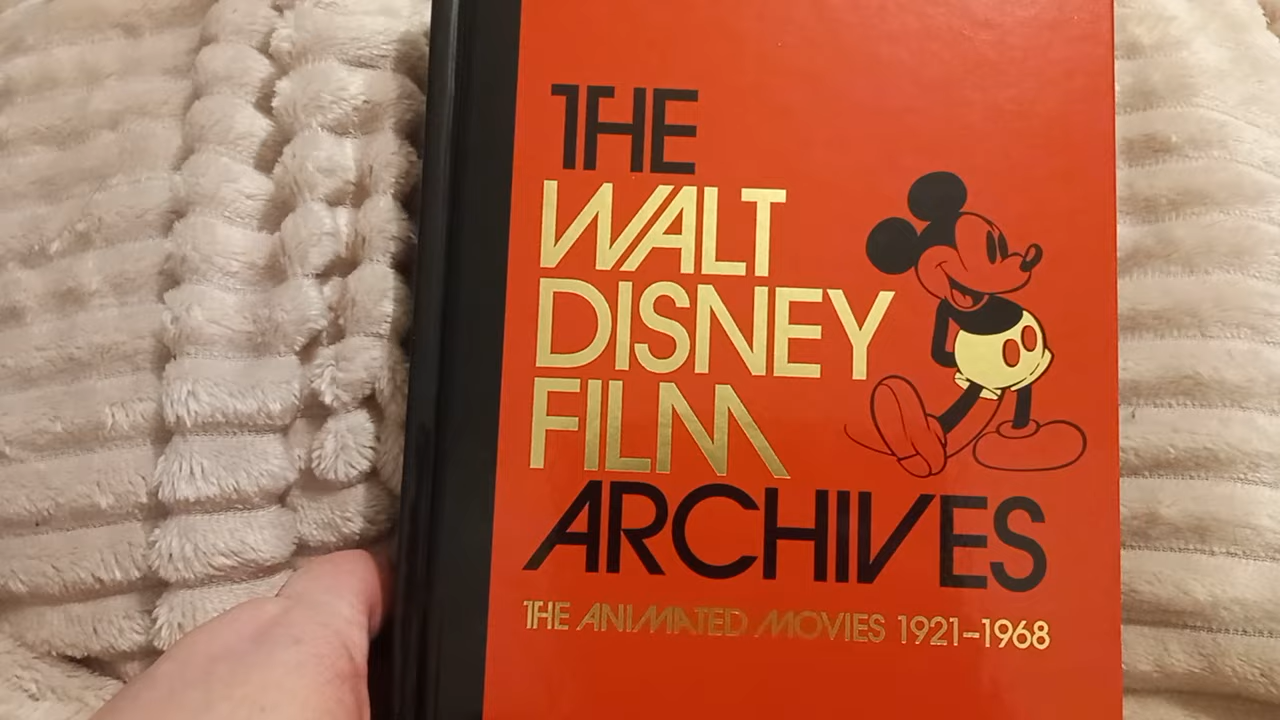 THE
WALT
DISNEY
FILM
ARCHIVES
THE ANIMATED MOVIES 1921–1968